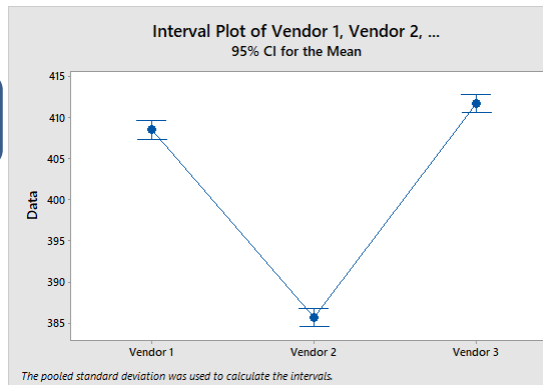 Interval Plot of Vendor 1, Vendor 2, ...
95% CI for the Mean
415
410
405
400
395
390
385
Data
Vendor 1
Vendor 2
Vendor 3
The pooled standard deviation was used to calculate the intervals.